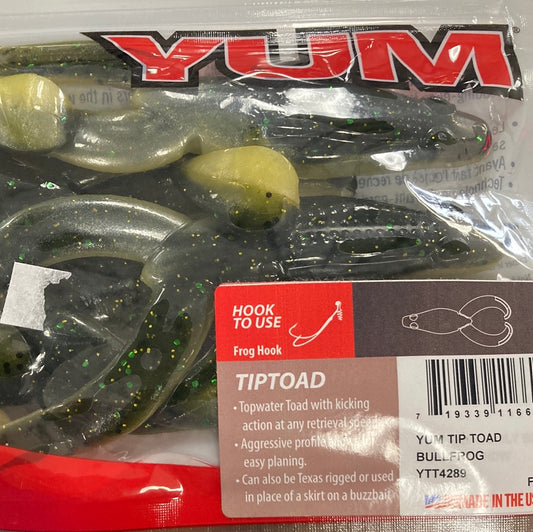 YUM
HOOK
TO USE
Frog Hook
TIPTOAD
• Topwater Toad with kicking
action at any retrieval speed
• Aggressive profile allows for
easy planing.
• Can also be Texas rigged or used
in place of a skirt on a buzzbait
7 19339 1166
YUM TIP TOAD
BULLFROG
YTT4289
MADE IN THE US